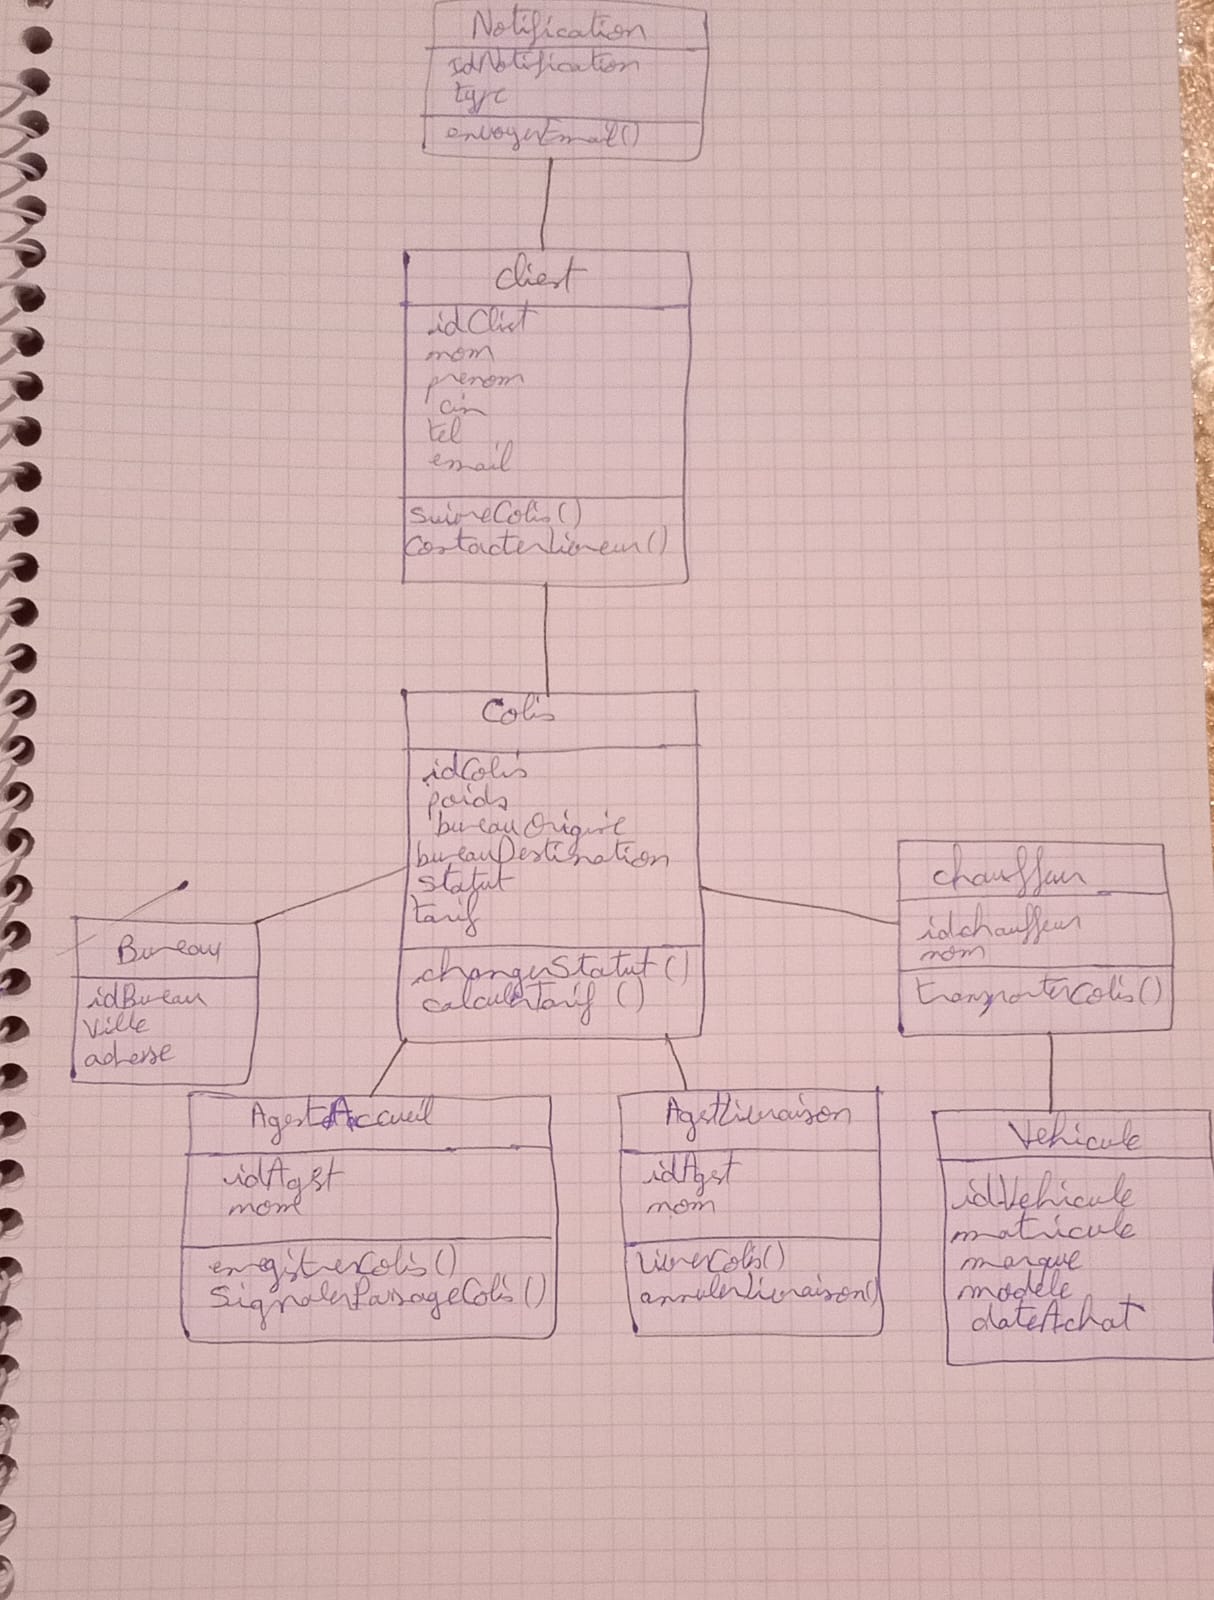 Notification
IdNotification
type
envoyerEmail()
Client
idClient
nom
prenom
cin
tel
email
suivreColis()
contacterLivreur()
Colis
idColis
poids
bureauOrigine
bureauDestination
statut
tarif
changerStatut()
calculerTarif ()
Bureau
idBureau
Ville
adresse
chauffeur
idchauffeur
nom
transporterColis()
AgentdAccueil
idAgent
nom
enregistrerColis()
SignalerPassageColis()
AgentLivraison
idAgent
nom
LivrerColis()
annulerLivraison()
Vehicule
idVehicule
matricule
marque
modele
dateAchat